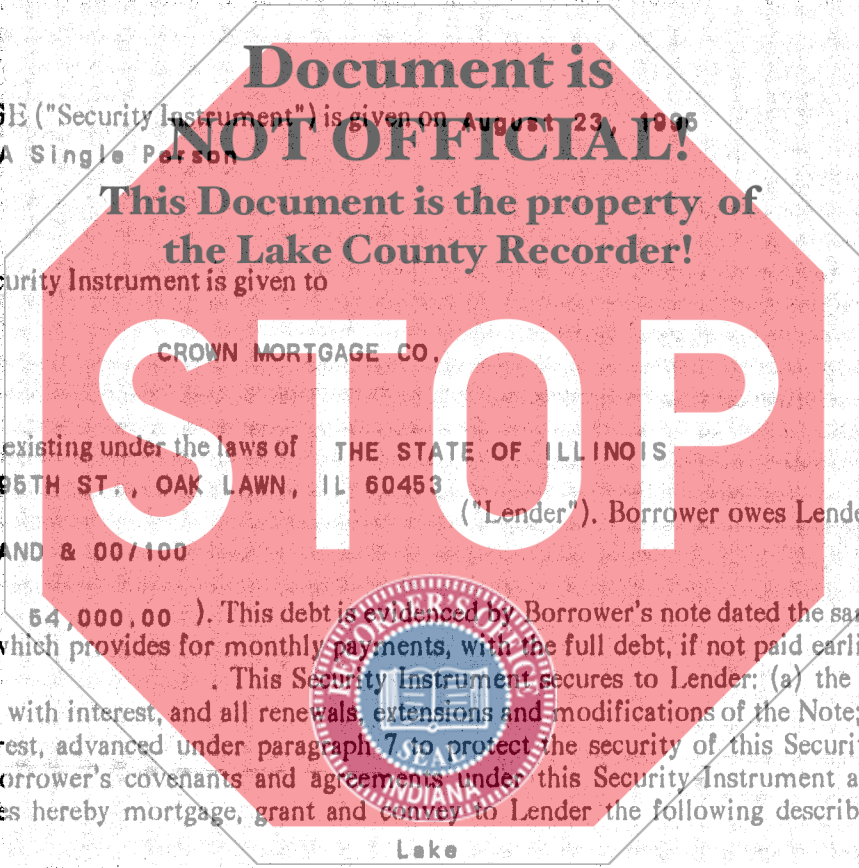 Document is
GE ("Security Instrument") is given on August 23, 1995
NOT OFFICIAL!
A Single Person
This Document is the property of
the Lake County Recorder!
curity Instrument is given to
STOP
CROWN MORTGAGE CO.
existing under the laws of THE STATE OF ILLINOIS
95TH ST., OAK LAWN, IL 60453
("Lender"). Borrower owes Lende
AND & 00/100
54,000.00 ). This debt is evidenced by Borrower's note dated the sa
which provides for monthly payments, with the full debt, if not paid earli
. This Security Instrument secures to Lender: (a) the
with interest, and all renewals, extensions and modifications of the Note;
rest, advanced under paragraph 7 to protect the security of this Securi
orrower's covenants and agreements under this Security Instrument a
es hereby mortgage, grant and convey to Lender the following describ
RECORDER'S OFFICE
SEAL
INDIANA
Lake